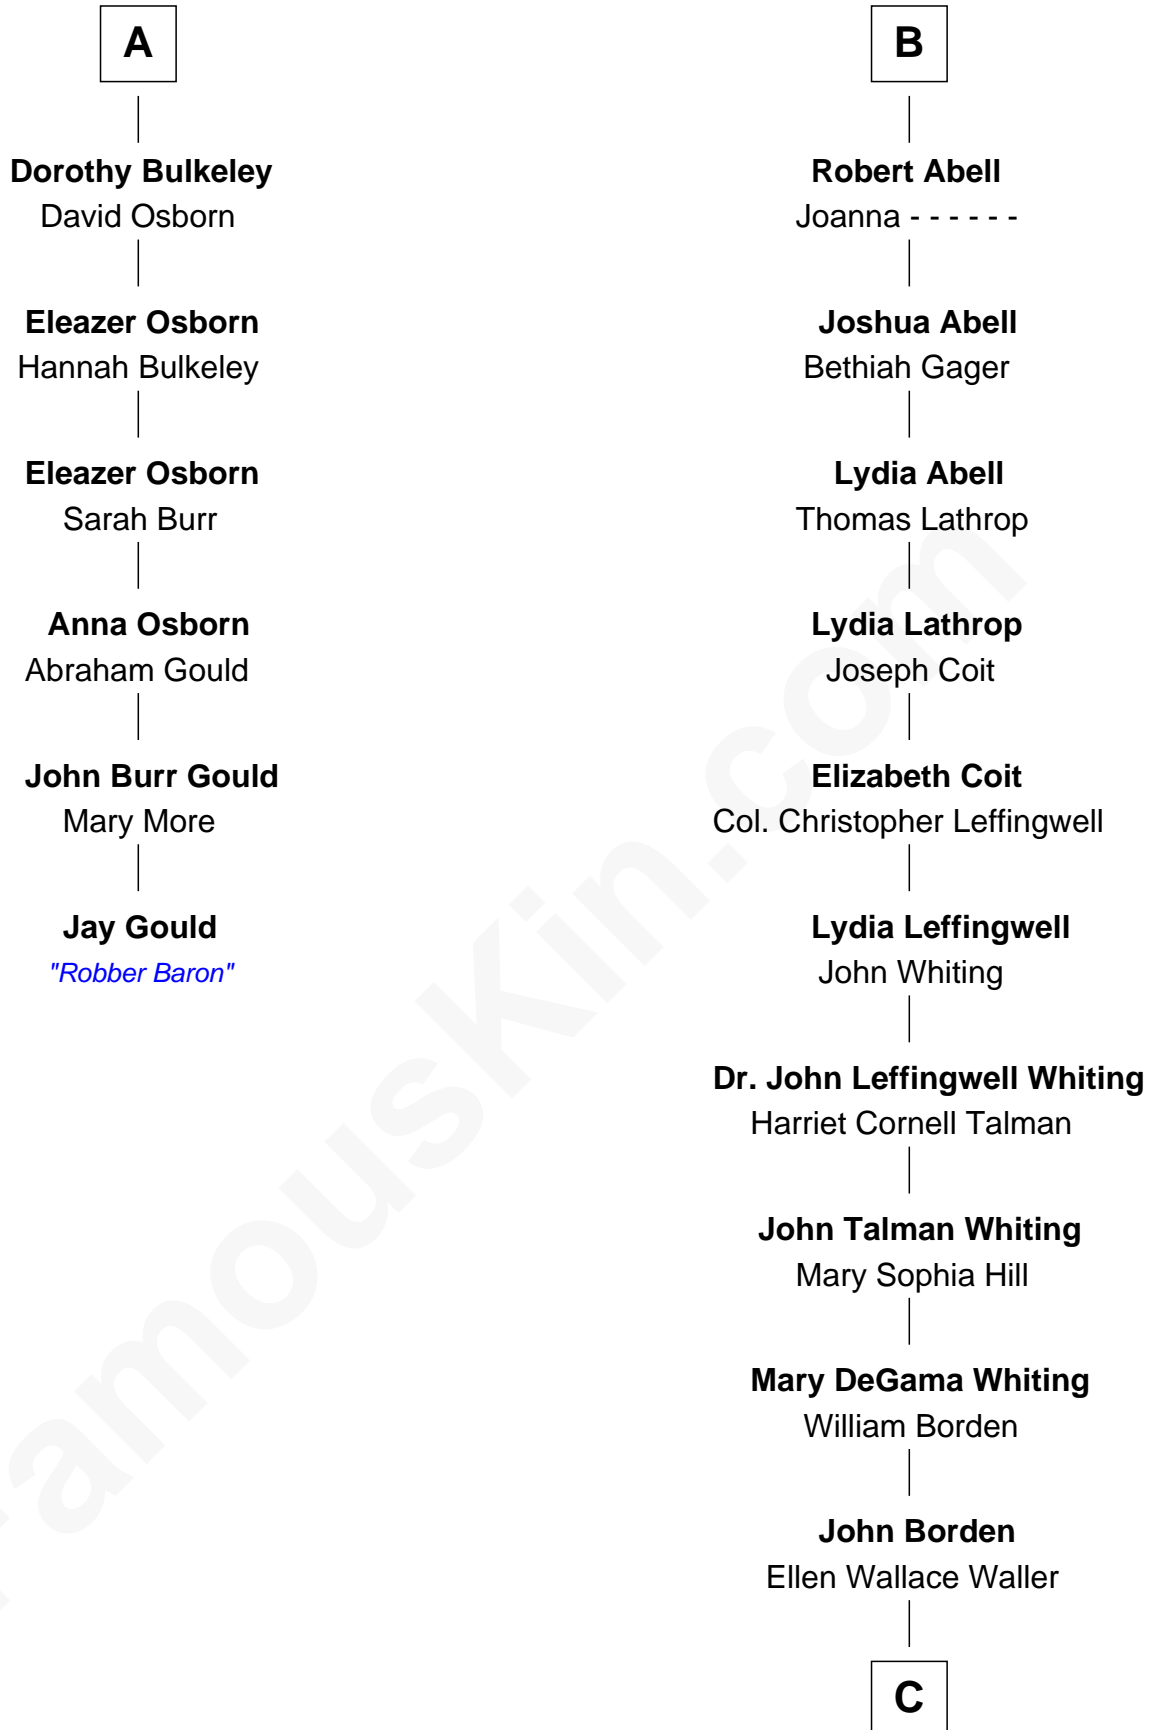 A
Dorothy Bulkeley
David Osborn
Eleazer Osborn
Hannah Bulkeley
Eleazer Osborn
Sarah Burr
Anna Osborn
Abraham Gould
John Burr Gould
Mary More
Jay Gould
"Robber Baron"
B
Robert Abell
Joanna - - - - - -
Joshua Abell
Bethiah Gager
Lydia Abell
Thomas Lathrop
Lydia Lathrop
Joseph Coit
Elizabeth Coit
Col. Christopher Leffingwell
Lydia Leffingwell
John Whiting
Dr. John Leffingwell Whiting
Harriet Cornell Talman
John Talman Whiting
Mary Sophia Hill
Mary DeGama Whiting
William Borden
John Borden
Ellen Wallace Waller
C
FamousKin.com